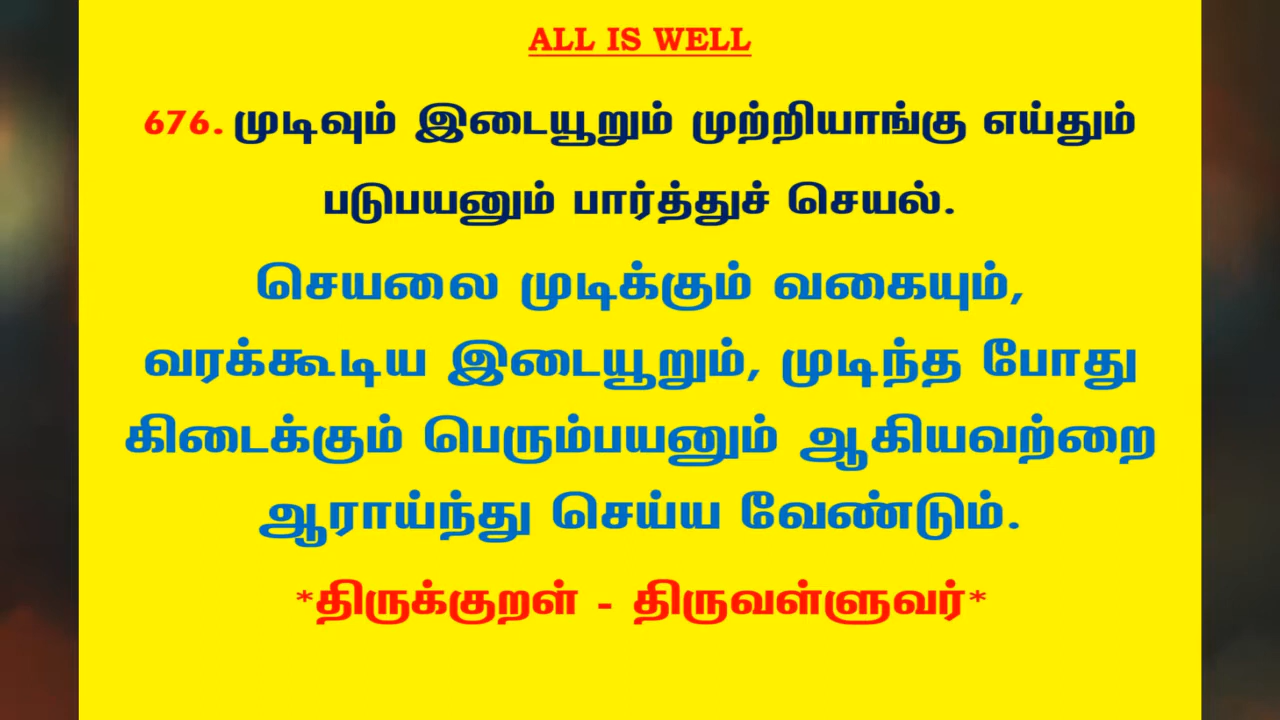 ALL IS WELL
676. முடிவும் இடையூறும் முற்றியாங்கு எய்தும்
படுபயனும் பார்த்துச் செயல்.
செயலை முடிக்கும் வகையும்,
வரக்கூடிய இடையூறும், முடிந்த போது
கிடைக்கும் பெரும்பயனும் ஆகியவற்றை
ஆராய்ந்து செய்ய வேண்டும்.
*திருக்குறள் - திருவள்ளுவர்*